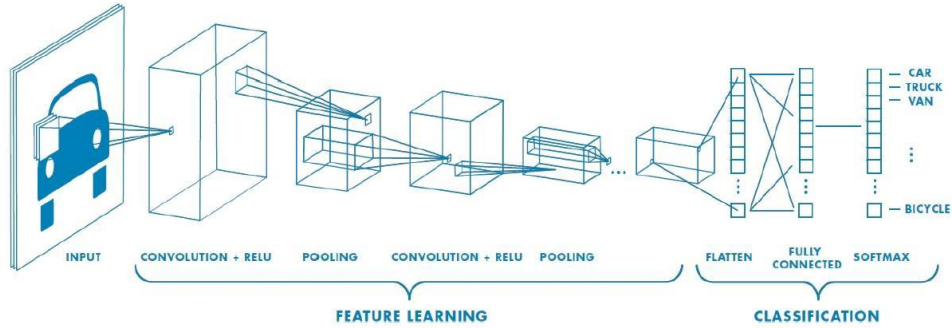 CAR
TRUCK
VAN
BICYCLE
INPUT
CONVOLUTION + RELU
POOLING
CONVOLUTION + RELU
POOLING
FLATTEN
FULLY
CONNECTED
SOFTMAX
FEATURE LEARNING
CLASSIFICATION